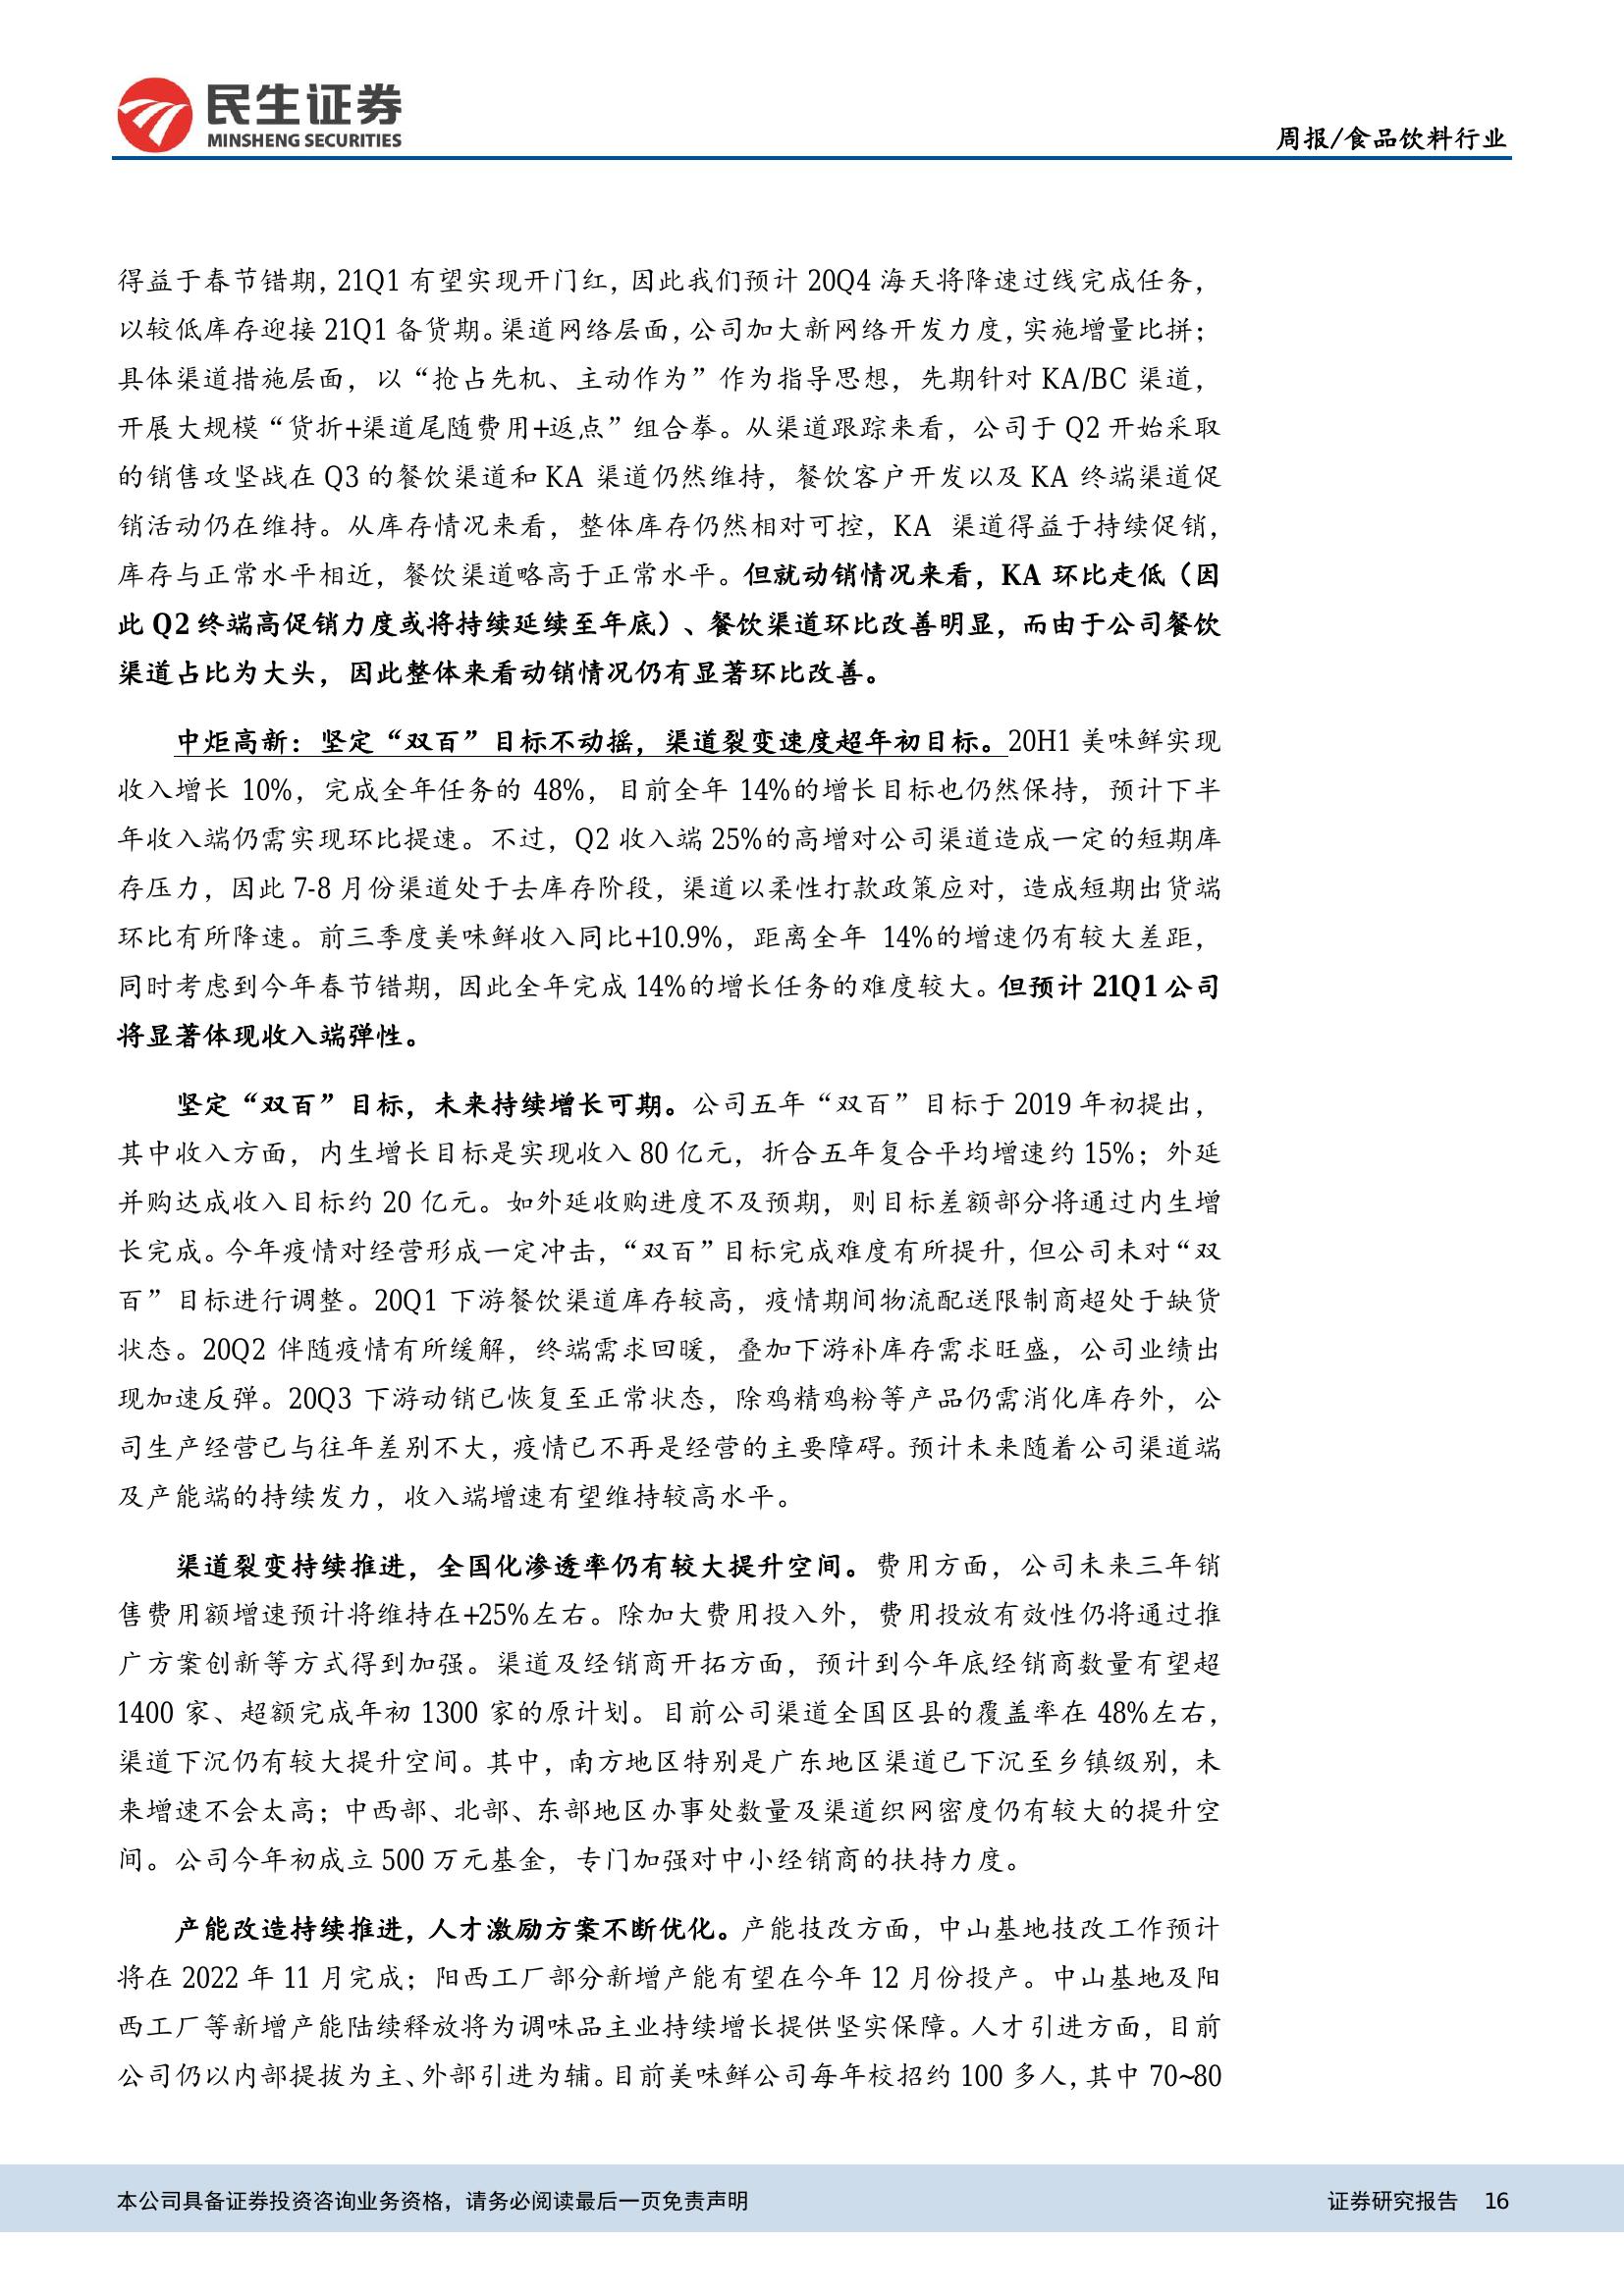 民生证券
MINSHENG SECURITIES
周报/食品饮料行业
得益于春节错期，21Q1 有望实现开门红，因此我们预计 20Q4 海天将降速过线完成任务，
以较低库存迎接 21Q1 备货期。渠道网络层面，公司加大新网络开发力度，实施增量比拼；
具体渠道措施层面，以“抢占先机、主动作为”作为指导思想，先期针对 KA/BC 渠道，
开展大规模“货折+渠道尾随费用+返点”组合拳。从渠道跟踪来看，公司于 Q2 开始采取
的销售攻坚战在 Q3 的餐饮渠道和 KA 渠道仍然维持，餐饮客户开发以及 KA 终端渠道促
销活动仍在维持。从库存情况来看，整体库存仍然相对可控，KA 渠道得益于持续促销，
库存与正常水平相近，餐饮渠道略高于正常水平。但就动销情况来看，KA 环比走低（因
此 Q2 终端高促销力度或将持续延续至年底）、餐饮渠道环比改善明显，而由于公司餐饮
渠道占比为大头，因此整体来看动销情况仍有显著环比改善。
中炬高新：坚定“双百”目标不动摇，渠道裂变速度超年初目标。20H1 美味鲜实现
收入增长 10%，完成全年任务的 48%，目前全年 14%的增长目标也仍然保持，预计下半
年收入端仍需实现环比提速。不过，Q2 收入端 25%的高增对公司渠道造成一定的短期库
存压力，因此 7-8 月份渠道处于去库存阶段，渠道以柔性打款政策应对，造成短期出货端
环比有所降速。前三季度美味鲜收入同比+10.9%，距离全年 14%的增速仍有较大差距，
同时考虑到今年春节错期，因此全年完成 14%的增长任务的难度较大。但预计 21Q1 公司
将显著体现收入端弹性。
坚定“双百”目标，未来持续增长可期。公司五年“双百”目标于 2019 年初提出，
其中收入方面，内生增长目标是实现收入 80 亿元，折合五年复合平均增速约 15%；外延
并购达成收入目标约 20 亿元。如外延收购进度不及预期，则目标差额部分将通过内生增
长完成。今年疫情对经营形成一定冲击，“双百”目标完成难度有所提升，但公司未对“双
百”目标进行调整。20Q1 下游餐饮渠道库存较高，疫情期间物流配送限制商超处于缺货
状态。20Q2 伴随疫情有所缓解，终端需求回暖，叠加下游补库存需求旺盛，公司业绩出
现加速反弹。20Q3 下游动销已恢复至正常状态，除鸡精鸡粉等产品仍需消化库存外，公
司生产经营已与往年差别不大，疫情已不再是经营的主要障碍。预计未来随着公司渠道端
及产能端的持续发力，收入端增速有望维持较高水平。
渠道裂变持续推进，全国化渗透率仍有较大提升空间。费用方面，公司未来三年销
售费用额增速预计将维持在+25%左右。除加大费用投入外，费用投放有效性仍将通过推
广方案创新等方式得到加强。渠道及经销商开拓方面，预计到今年底经销商数量有望超
1400 家、超额完成年初 1300 家的原计划。目前公司渠道全国区县的覆盖率在 48%左右，
渠道下沉仍有较大提升空间。其中，南方地区特别是广东地区渠道已下沉至乡镇级别，未
来增速不会太高；中西部、北部、东部地区办事处数量及渠道织网密度仍有较大的提升空
间。公司今年初成立 500 万元基金，专门加强对中小经销商的扶持力度。
产能改造持续推进，人才激励方案不断优化。产能技改方面，中山基地技改工作预计
将在 2022 年 11 月完成；阳西工厂部分新增产能有望在今年 12 月份投产。中山基地及阳
西工厂等新增产能陆续释放将为调味品主业持续增长提供坚实保障。人才引进方面，目前
公司仍以内部提拔为主、外部引进为辅。目前美味鲜公司每年校招约 100 多人，其中 70~80
本公司具备证券投资咨询业务资格，请务必阅读最后一页免责声明
证券研究报告 16